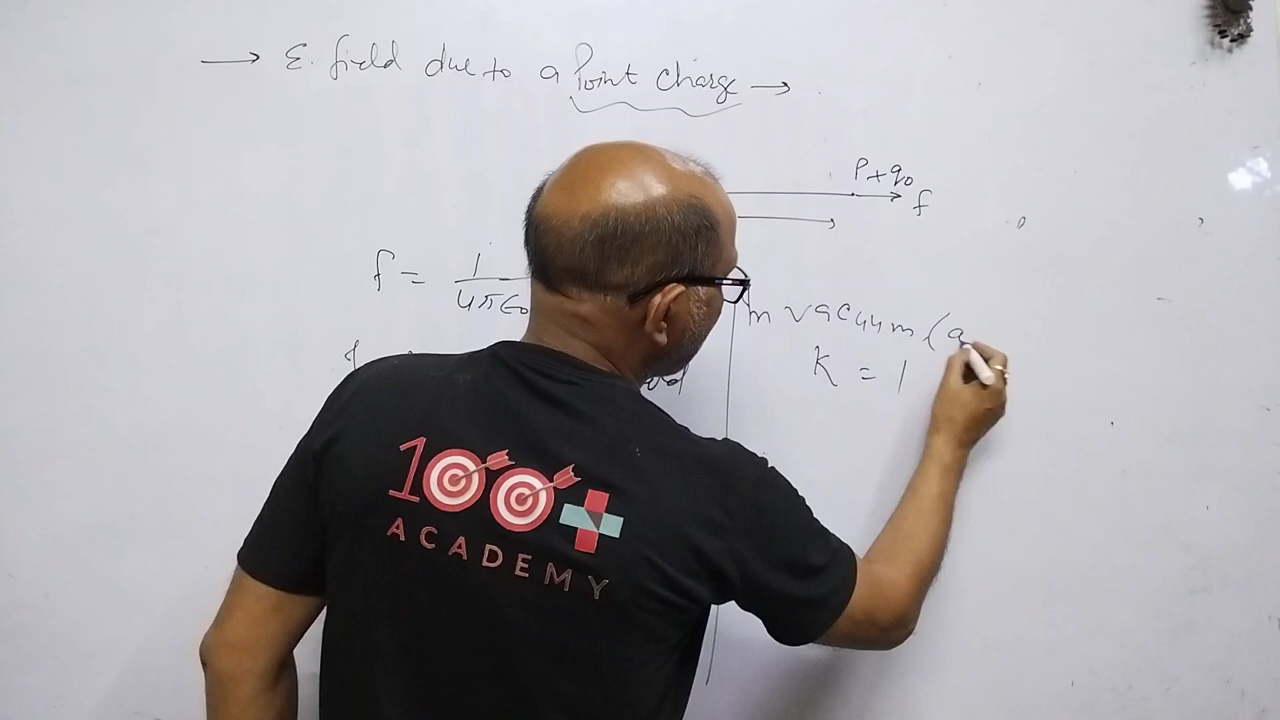 → E. field due to a Point charge →
P + q₀
f
f = 1/4πε₀
In vacuum (a
K = 1
100+
ACADEMY